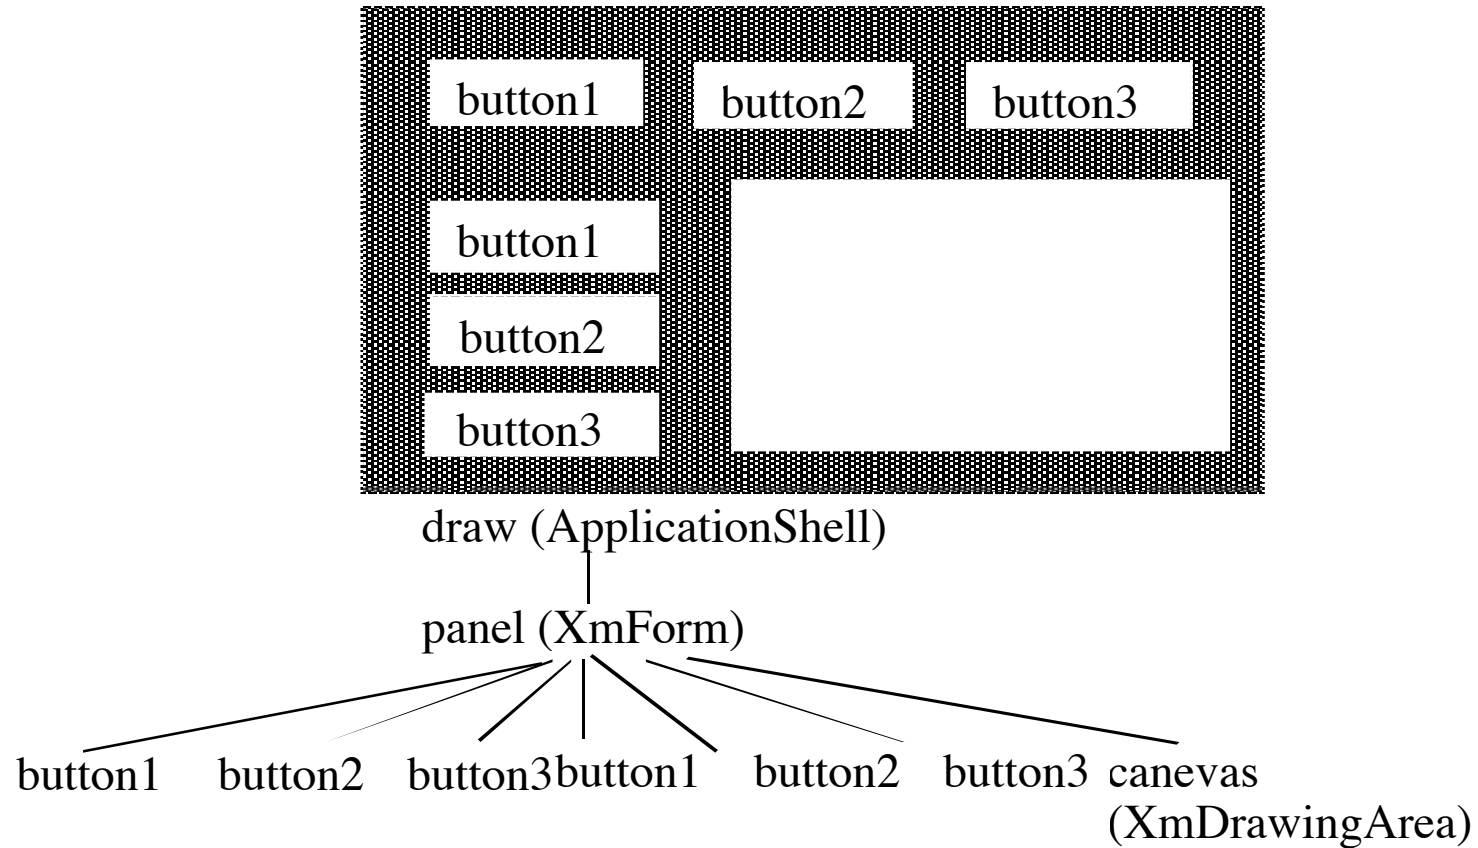 button1 button2 button3
button1
button2
button3
draw (ApplicationShell)
panel (XmForm)
button1 button2 button3 button1 button2 button3 canevas
(XmDrawingArea)